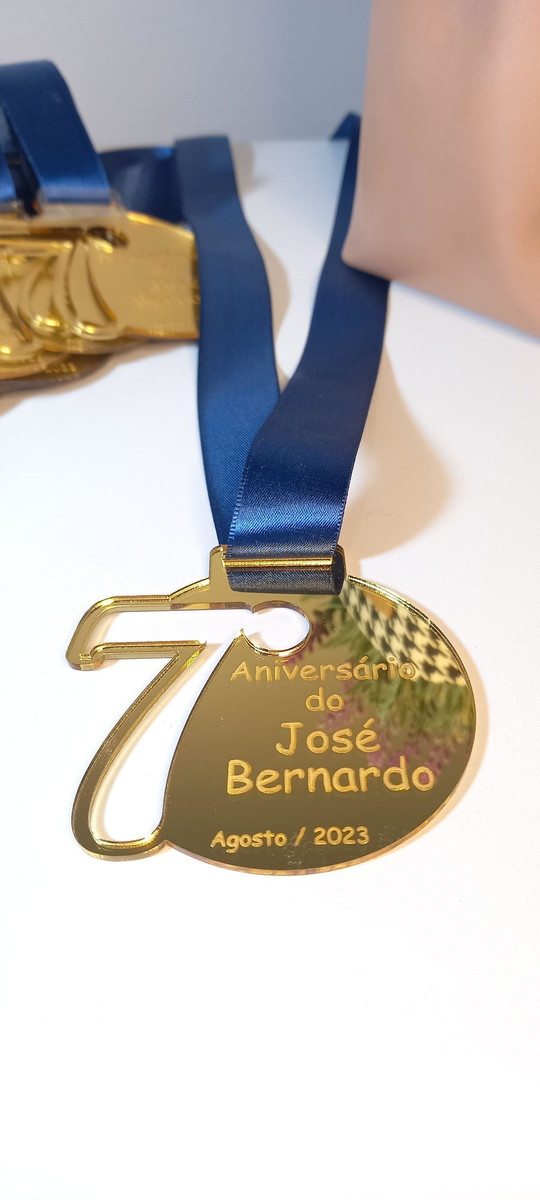 7
Aniversário
do
José
Bernardo
Agosto / 2023